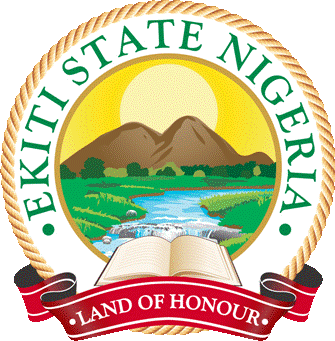 • EKITI STATE NIGERIA •
• LAND OF HONOUR •